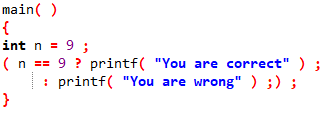 main( )
{
int n = 9 ;
( n == 9 ? printf( "You are correct" ) ;
: printf( "You are wrong" ) ;) ;
}